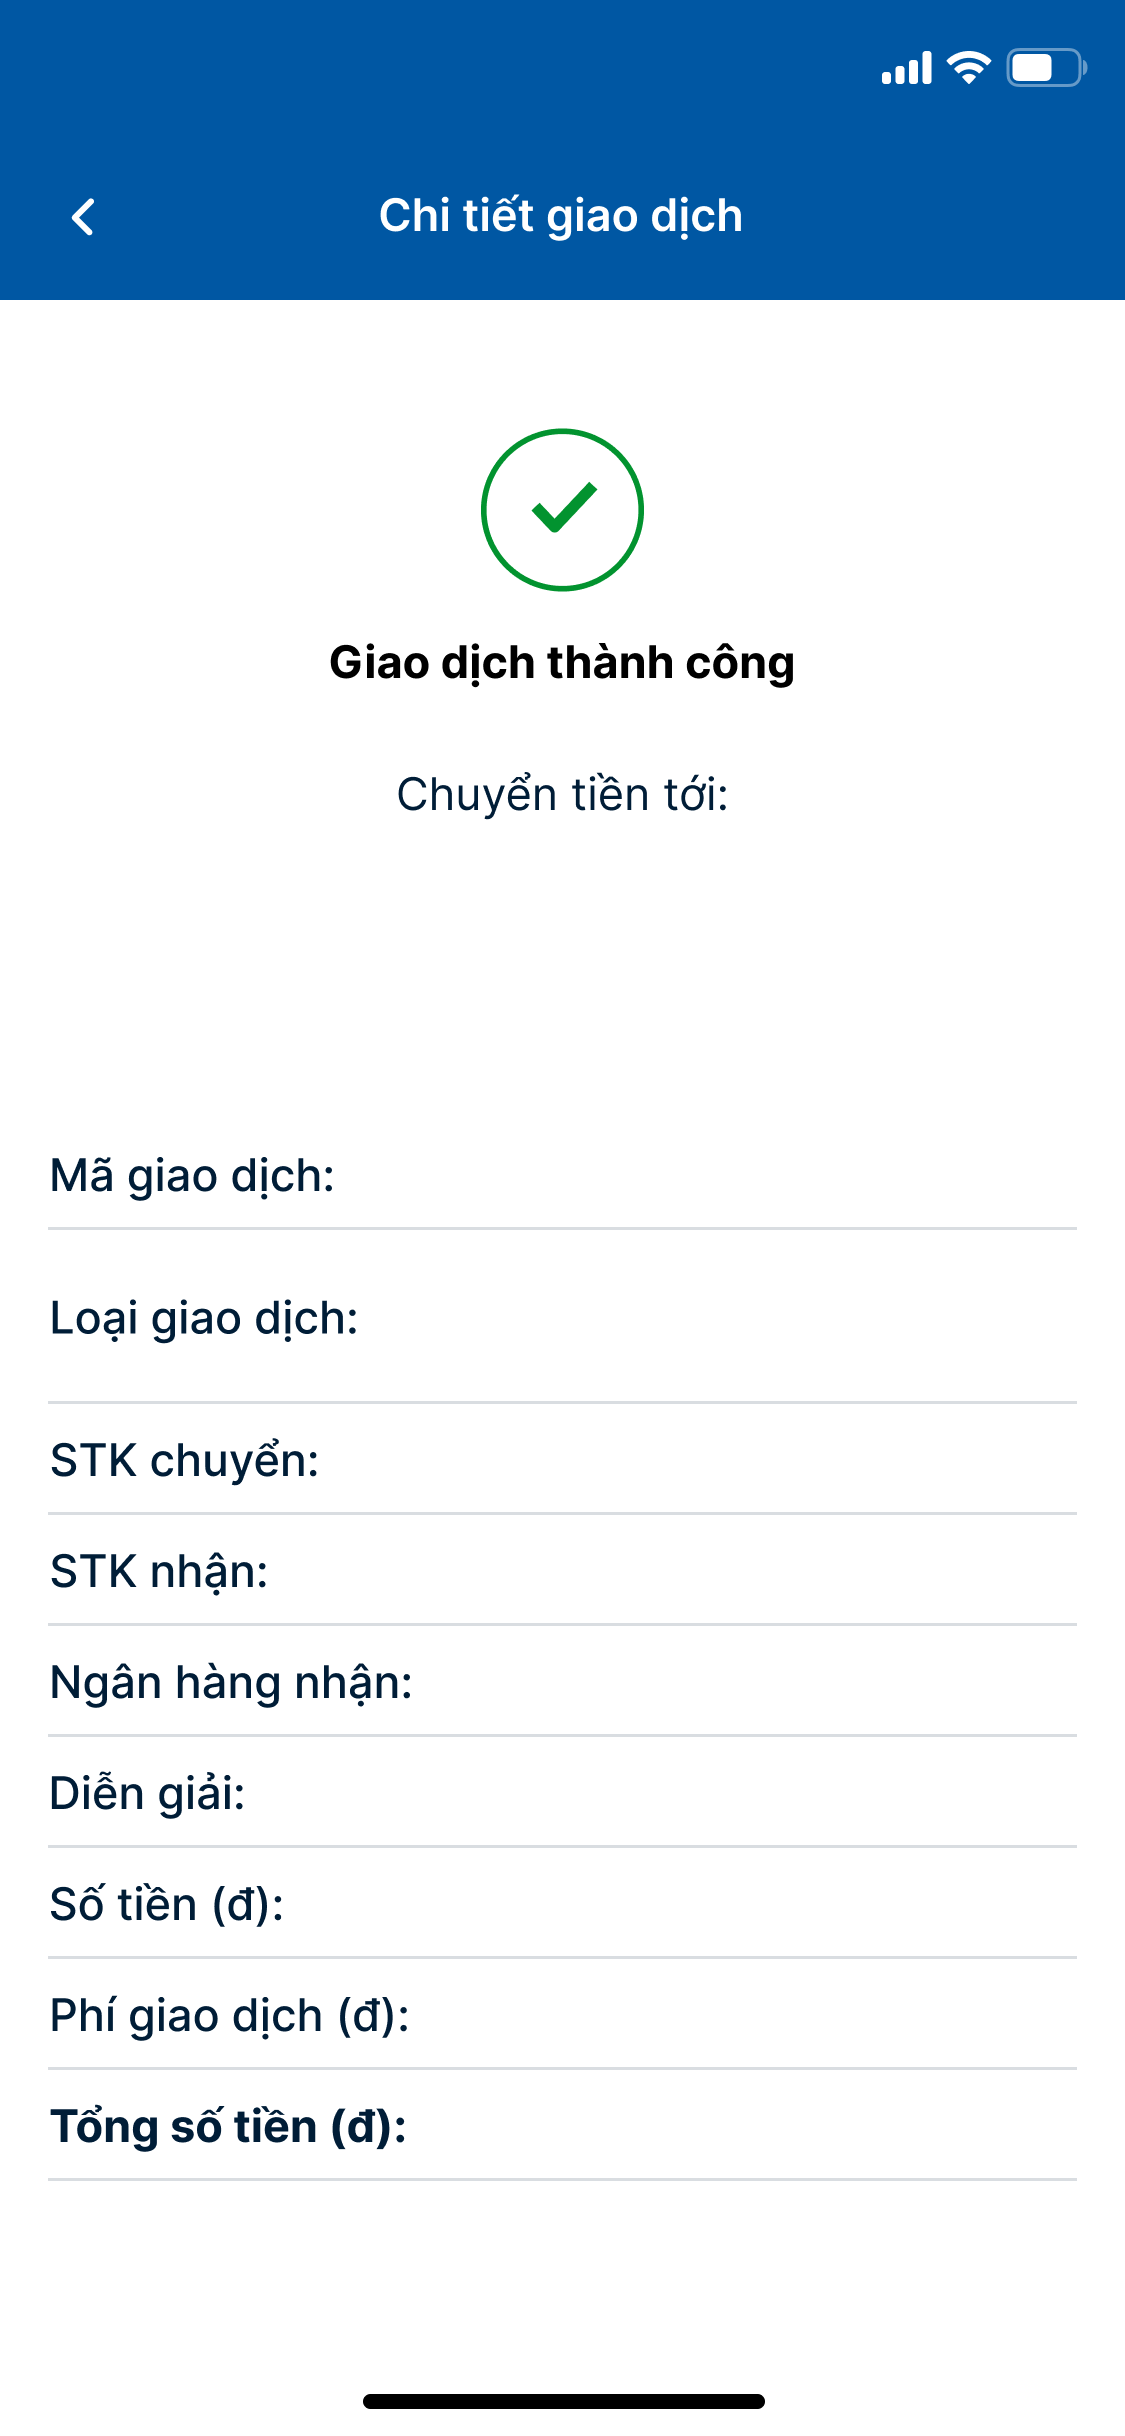 Chi tiết giao dịch
Giao dịch thành công
Chuyển tiền tới:
Mã giao dịch:
Loại giao dịch:
STK chuyển:
STK nhận:
Ngân hàng nhận:
Diễn giải:
Số tiền (đ):
Phí giao dịch (đ):
Tổng số tiền (đ):